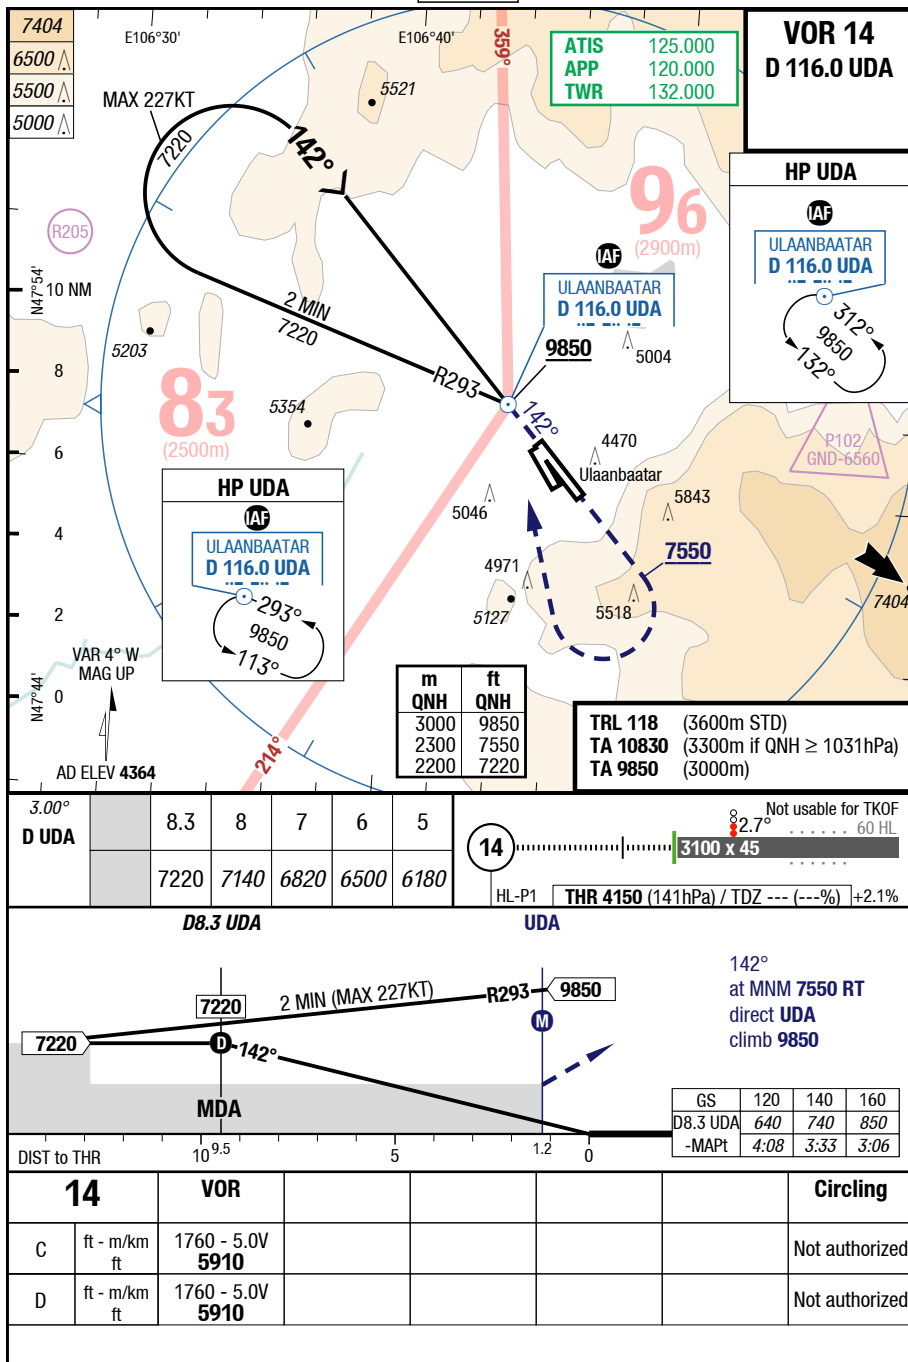 7404
6500
5500
5000
E106°30'
E106°40'
359°
ATIS 125.000
APP 120.000
TWR 132.000
VOR 14
D 116.0 UDA
MAX 227KT
7220
142°
5521
96
(2900m)
R205
HP UDA
IAF
ULAANBAATAR
D 116.0 UDA
312°
9850
132°
N47°54'
10 NM
2 MIN
7220
IAF
ULAANBAATAR
D 116.0 UDA
9850
5004
5203
8
R293
83
(2500m)
5354
142°
P102
GND-6560
6
4470
Ulaanbaatar
HP UDA
IAF
ULAANBAATAR
D 116.0 UDA
293°
9850
113°
5046
5843
4
7550
4971
5127
5518
7404
2
VAR 4° W
MAG UP
N47°44'
0
214°
AD ELEV 4364
m ft
QNH QNH
3000 9850
2300 7550
2200 7220
TRL 118 (3600m STD)
TA 10830 (3300m if QNH ≥ 1031hPa)
TA 9850 (3000m)
3.00°
D UDA
8.3 8 7 6 5
7220 7140 6820 6500 6180
14
2.7°
Not usable for TKOF
60 HL
3100 x 45
HL-P1
THR 4150 (141hPa) / TDZ --- (---%)
+2.1%
D8.3 UDA
UDA
7220
2 MIN (MAX 227KT)
R293
9850
7220
D
142°
M
MDA
142°
at MNM 7550 RT
direct UDA
climb 9850
GS 120 140 160
D8.3 UDA 640 740 850
-MAPt 4:08 3:33 3:06
DIST to THR
10 9.5 5 1.2 0
14 VOR Circling
C ft - m/km 1760 - 5.0V Not authorized
ft 5910
D ft - m/km 1760 - 5.0V Not authorized
ft 5910